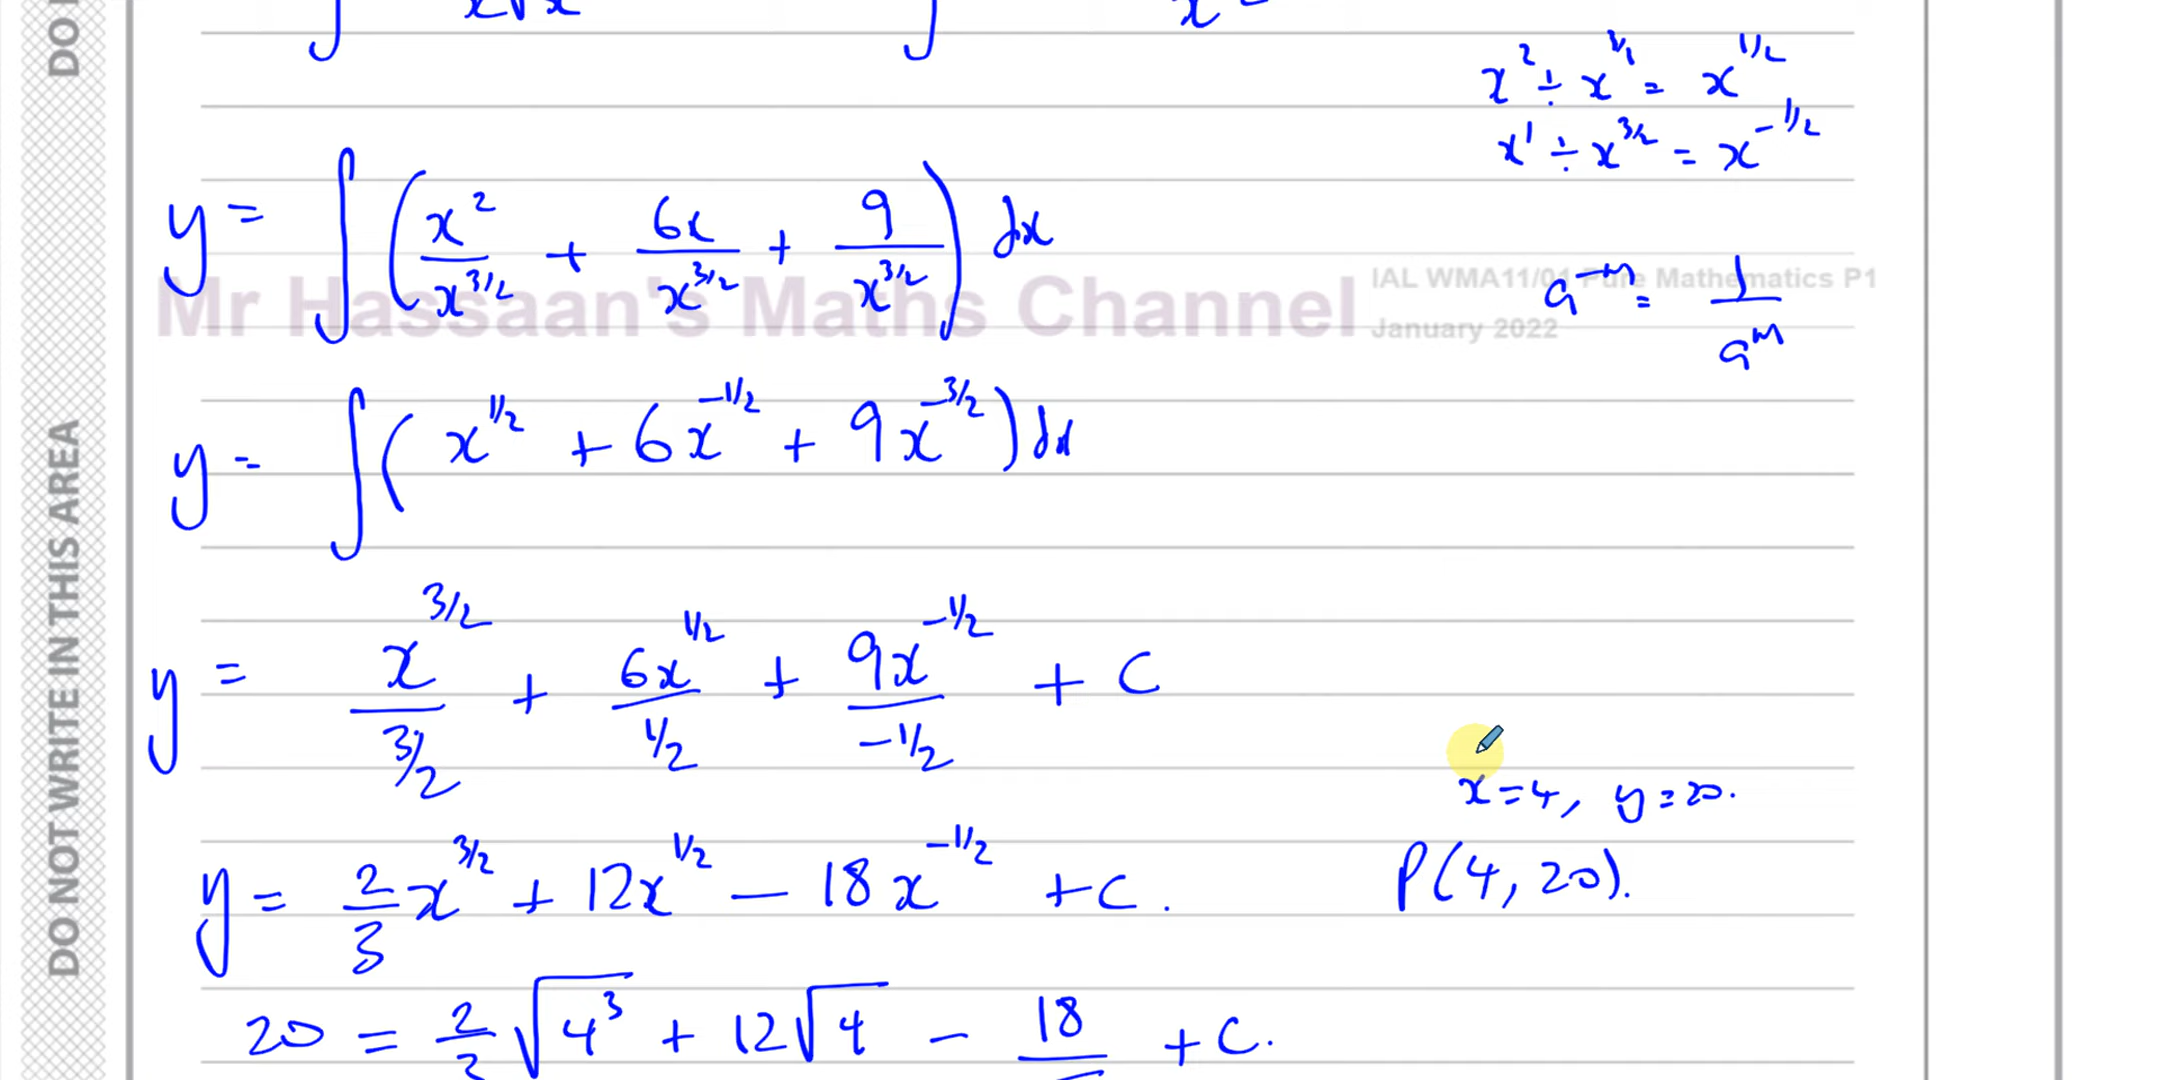 DO NOT WRITE IN THIS AREA
DO
x√x
x
x² ÷ x^3/2 = x^1/2
x¹ ÷ x^3/2 = x^-1/2
y = ∫ (x²/x^3/2 + 6x/x^3/2 + 9/x^3/2) dx
Mr Hassaan's Maths Channel
IAL WMA11/01 Pure Mathematics P1
January 2022
a^-m = 1/a^m
y = ∫ ( x^1/2 + 6x^-1/2 + 9x^-3/2 ) dx
y = x^3/2 / 3/2 + 6x^1/2 / 1/2 + 9x^-1/2 / -1/2 + C
x = 4, y = 20.
y = 2/3 x^3/2 + 12x^1/2 - 18x^-1/2 + C.
P(4, 20).
20 = 2/3 √4³ + 12√4 - 18/√ + C.